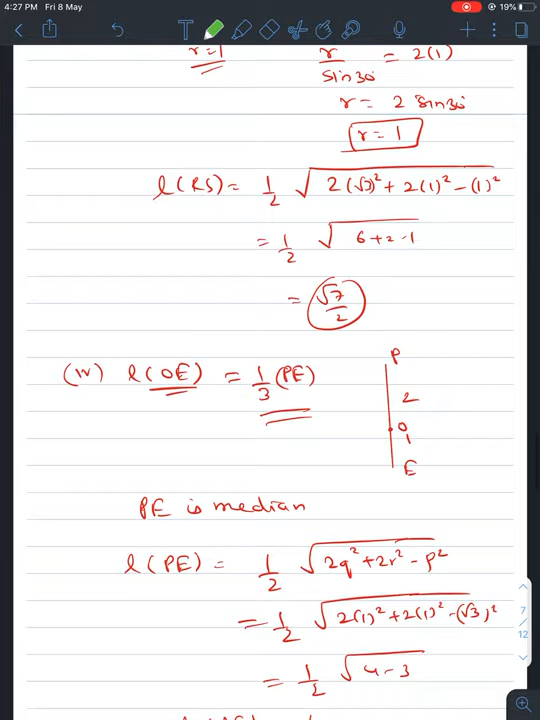 4:27 PM Fri 8 May 19%
r=1 r/sin30 = 2(1)
r = 2 sin30
r = 1
l(RS) = 1/2 √(2(√3)² + 2(1)² - (1)²)
= 1/2 √(6+2-1)
= √7/2
(iv) l(OE) = 1/3 (PE)
P
2
O
1
E
PE is median
l(PE) = 1/2 √(2q² + 2r² - p²)
= 1/2 √(2(1)² + 2(1)² - (√3)²)
= 1/2 √(4-3)
7
/
12